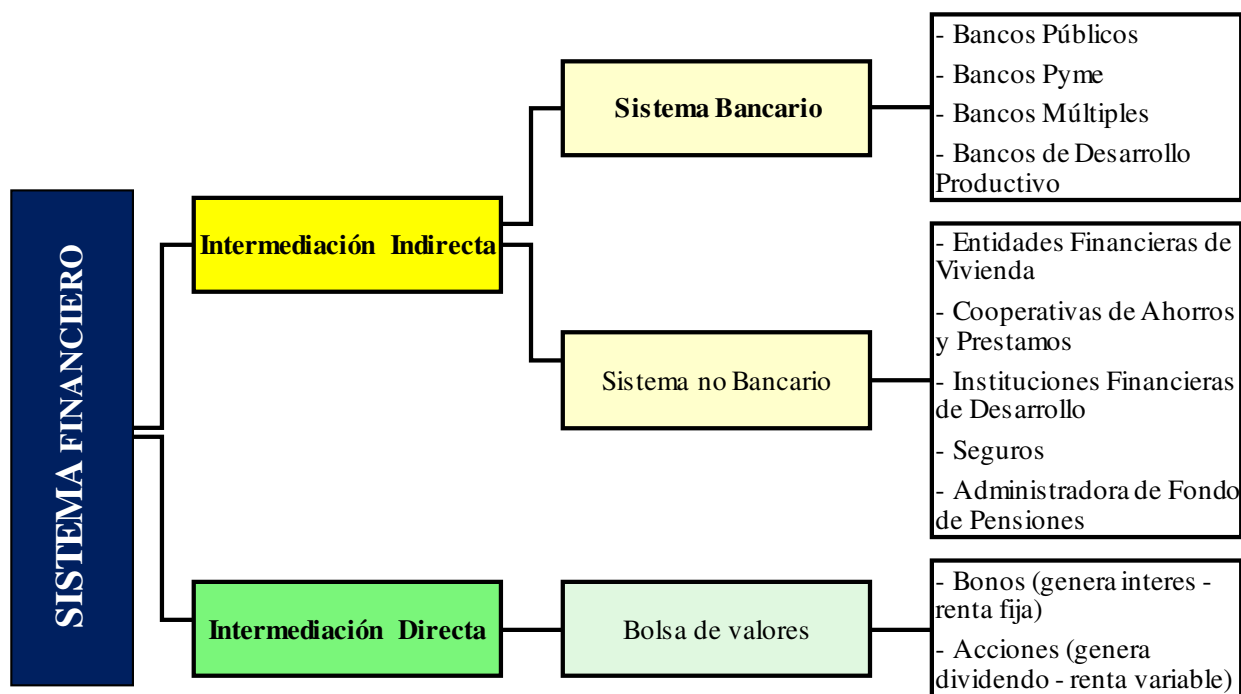 SISTEMA FINANCIERO
Intermediación Indirecta
Sistema Bancario
- Bancos Públicos
- Bancos Pyme
- Bancos Múltiples
- Bancos de Desarrollo
Productivo
Sistema no Bancario
- Entidades Financieras de
Vivienda
- Cooperativas de Ahorros
y Prestamos
- Instituciones Financieras
de Desarrollo
- Seguros
- Administradora de Fondo
de Pensiones
Intermediación Directa
Bolsa de valores
- Bonos (genera interes -
renta fija)
- Acciones (genera
dividendo - renta variable)